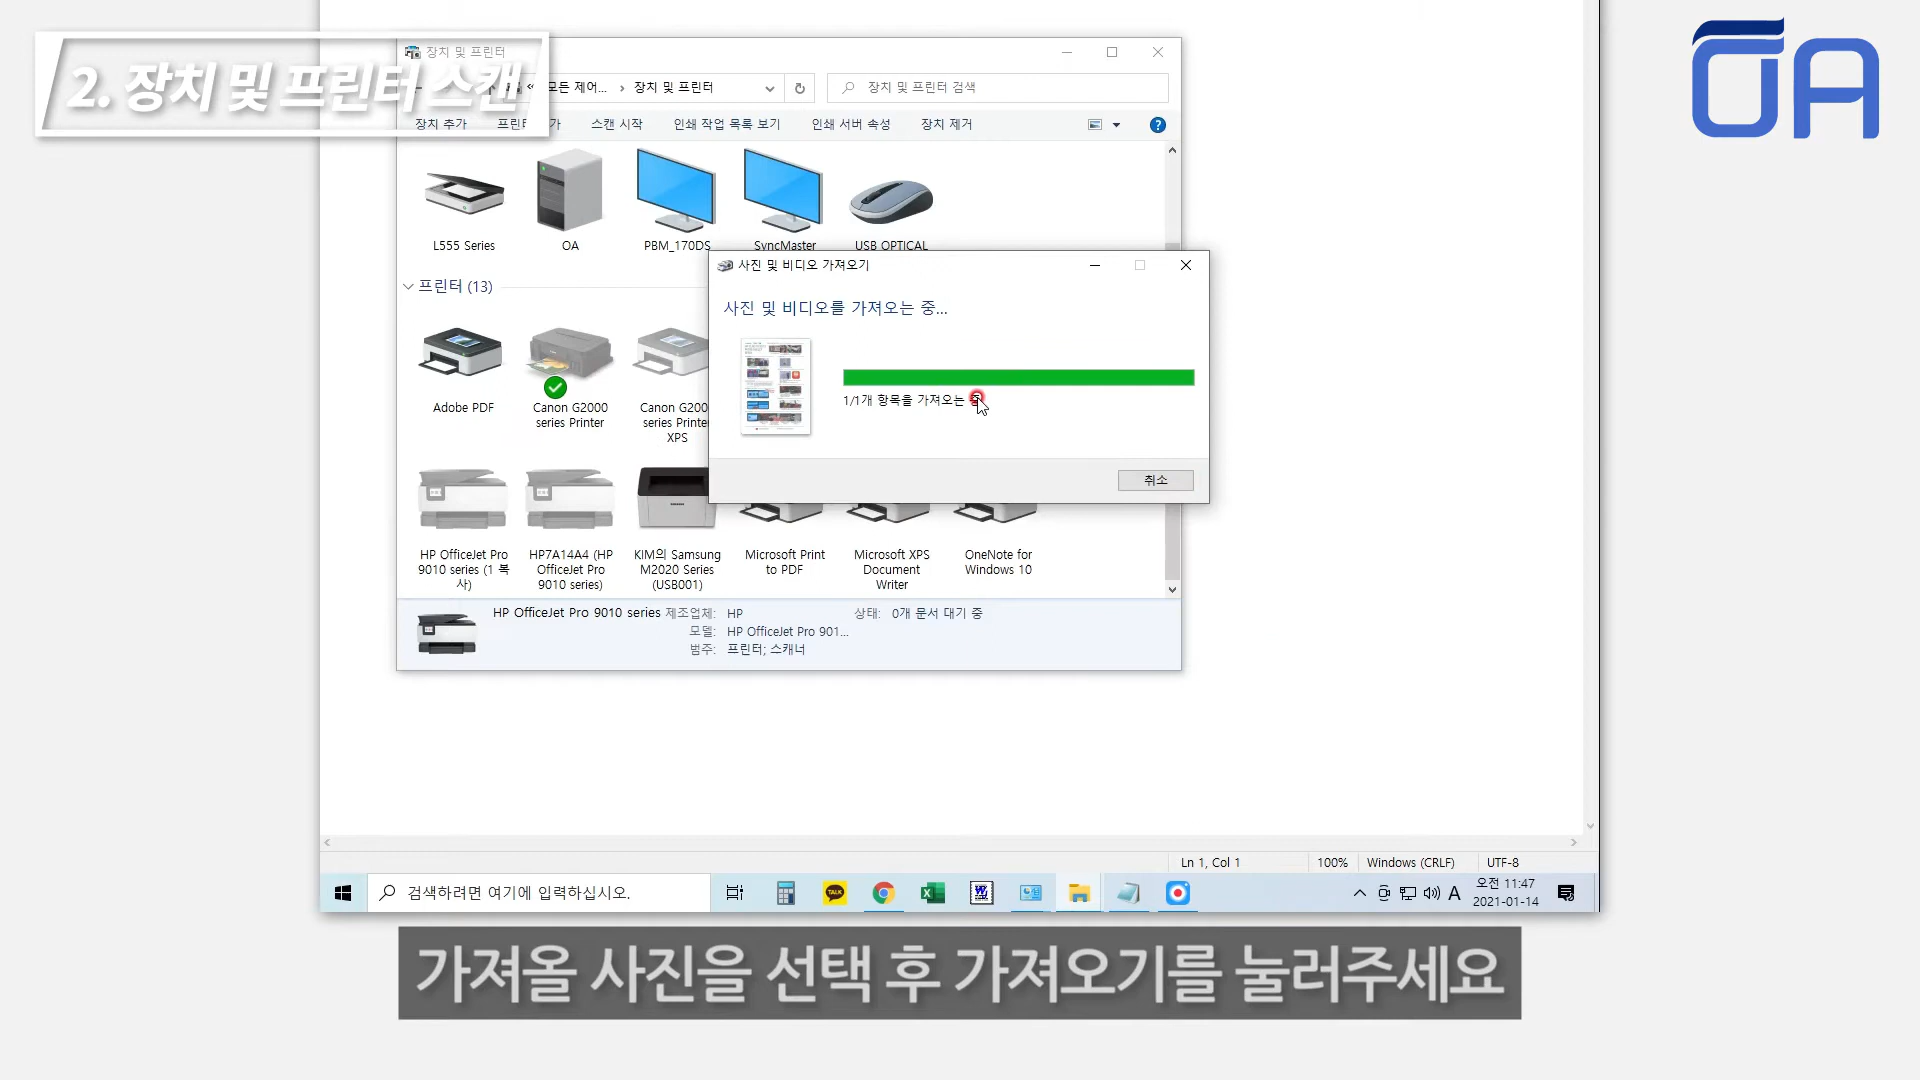 장치 및 프린터
2. 장치 및 프린터 스캔
« 모든 제어... › 장치 및 프린터
장치 및 프린터 검색
장치 추가
스캔 시작
인쇄 작업 목록 보기
인쇄 서버 속성
장치 제거
L555 Series
OA
PBM_170DS
SyncMaster
USB OPTICAL
프린터 (13)
사진 및 비디오 가져오기
사진 및 비디오를 가져오는 중...
1/1개 항목을 가져오는
취소
Adobe PDF
Canon G2000
series Printer
Canon G200
series Printe
XPS
HP OfficeJet Pro
9010 series (1 복
사)
HP7A14A4 (HP
OfficeJet Pro
9010 series)
KIM의 Samsung
M2020 Series
(USB001)
Microsoft Print
to PDF
Microsoft XPS
Document
Writer
OneNote for
Windows 10
HP OfficeJet Pro 9010 series
제조업체: HP
상태: 0개 문서 대기 중
모델: HP OfficeJet Pro 901...
범주: 프린터; 스캐너
Ln 1, Col 1
100%
Windows (CRLF)
UTF-8
검색하려면 여기에 입력하십시오.
TALK
A
오전 11:47
2021-01-14
가져올 사진을 선택 후 가져오기를 눌러주세요
OA